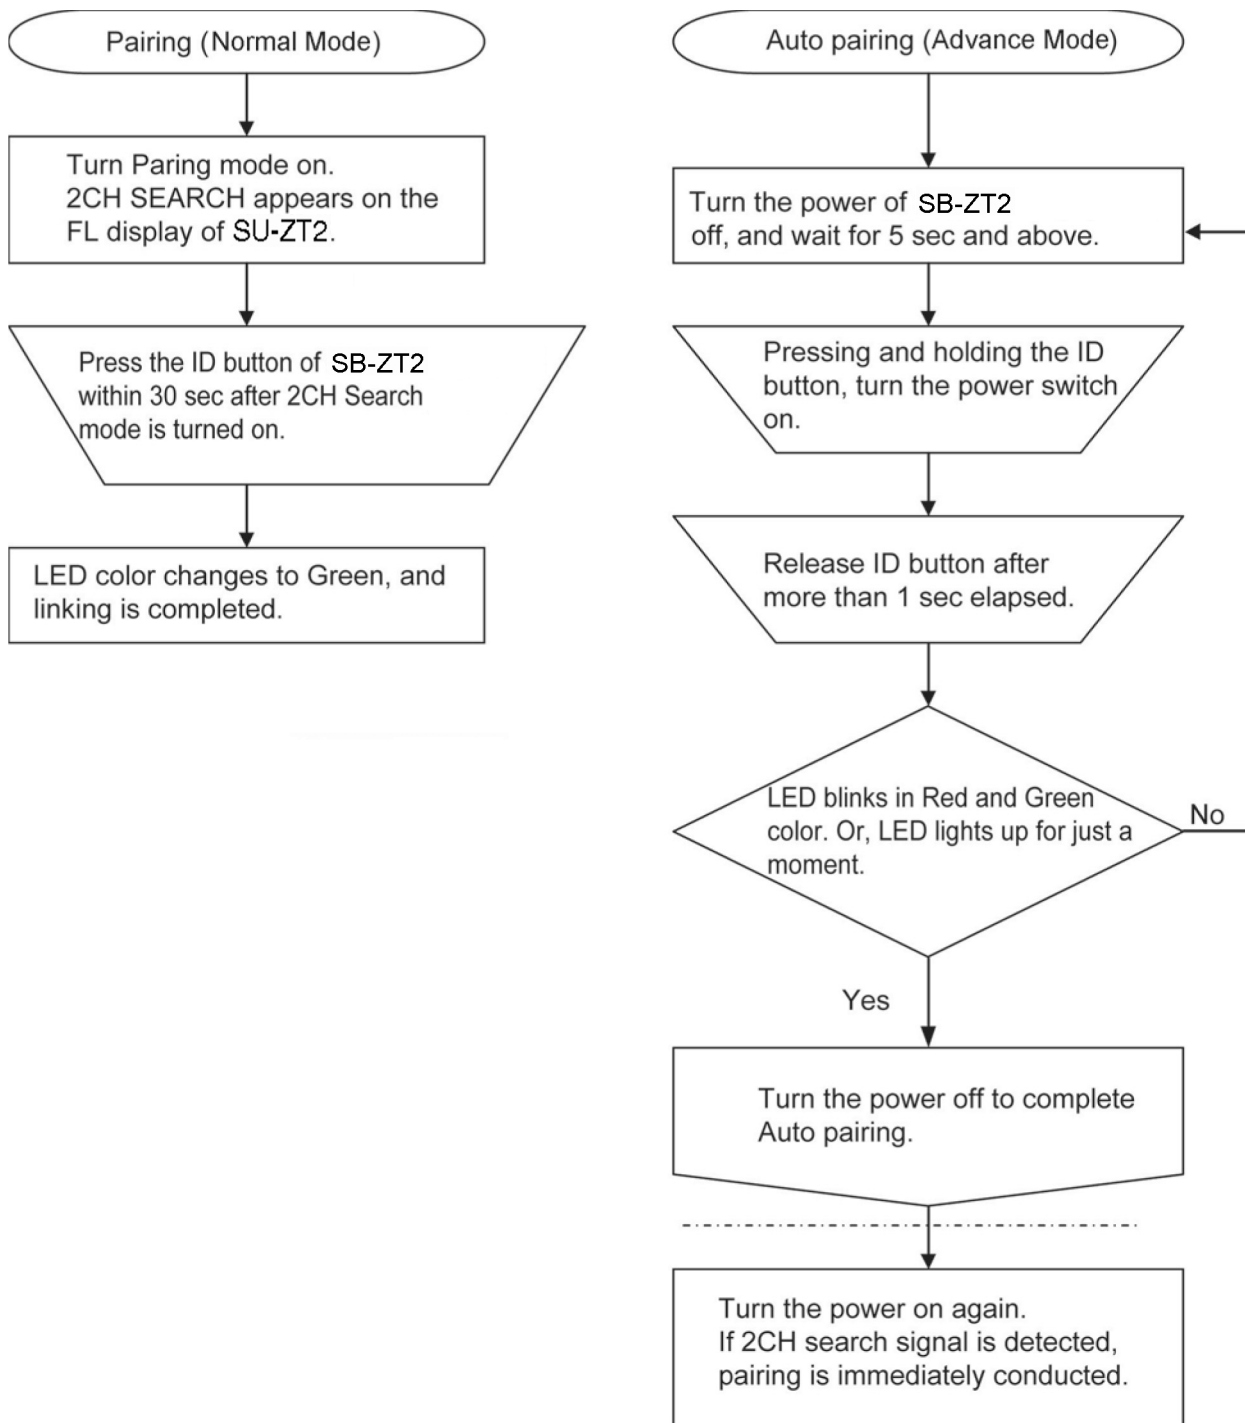 Pairing (Normal Mode)
Turn Paring mode on.
2CH SEARCH appears on the
FL display of SU-ZT2.
Press the ID button of SB-ZT2
within 30 sec after 2CH Search
mode is turned on.
LED color changes to Green, and
linking is completed.
Auto pairing (Advance Mode)
Turn the power of SB-ZT2
off, and wait for 5 sec and above.
Pressing and holding the ID
button, turn the power switch
on.
Release ID button after
more than 1 sec elapsed.
LED blinks in Red and Green
color. Or, LED lights up for just a
moment.
No
Yes
Turn the power off to complete
Auto pairing.
Turn the power on again.
If 2CH search signal is detected,
pairing is immediately conducted.